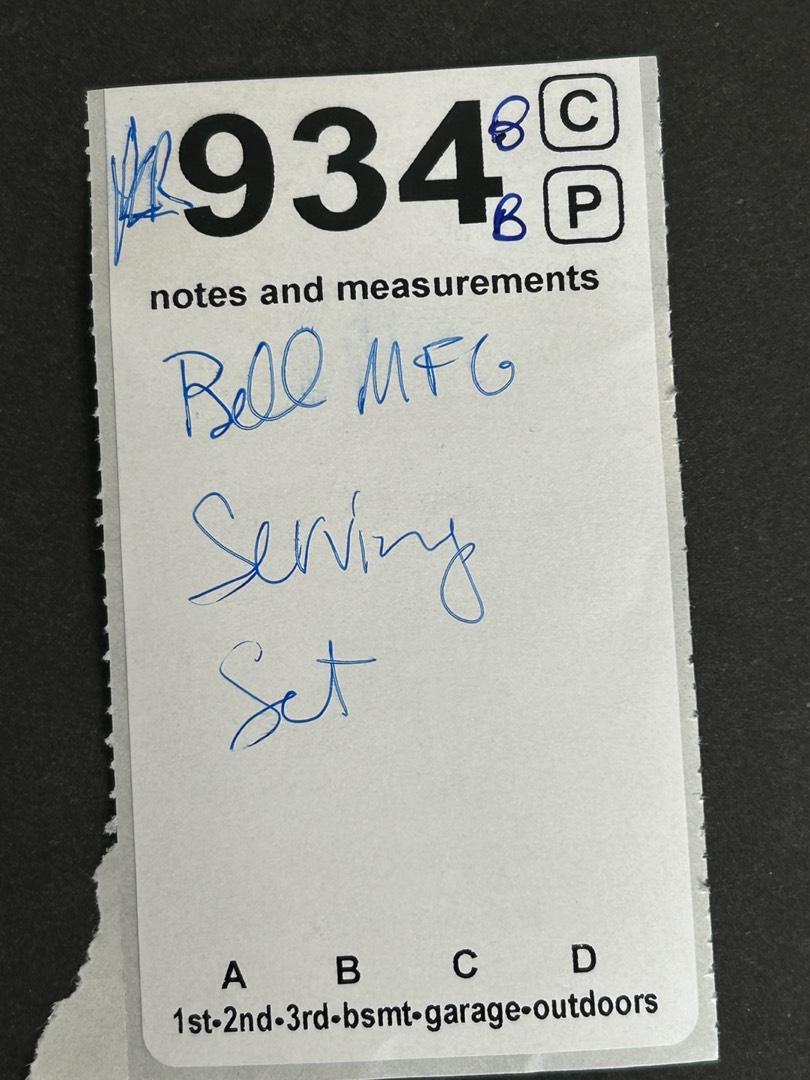 934 B C
B P
notes and measurements
Bell MFG
Serving
Set
A B C D
1st•2nd•3rd•bsmt•garage•outdoors